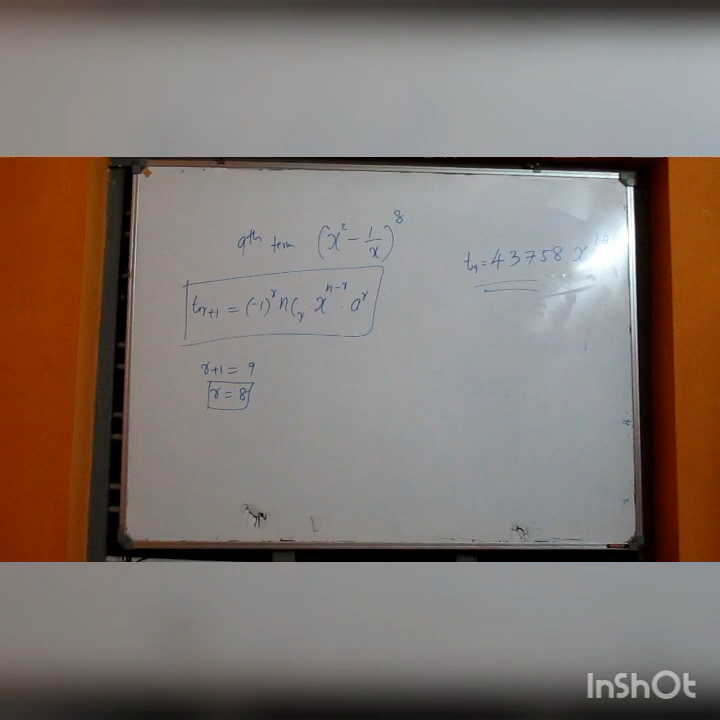 9th term (x² - 1/x)⁸
t₉ = 43758 x
tᵣ₊₁ = (-1)ʳ nCᵣ · xⁿ⁻ʳ · aʳ
r+1 = 9
r = 8
InShOt